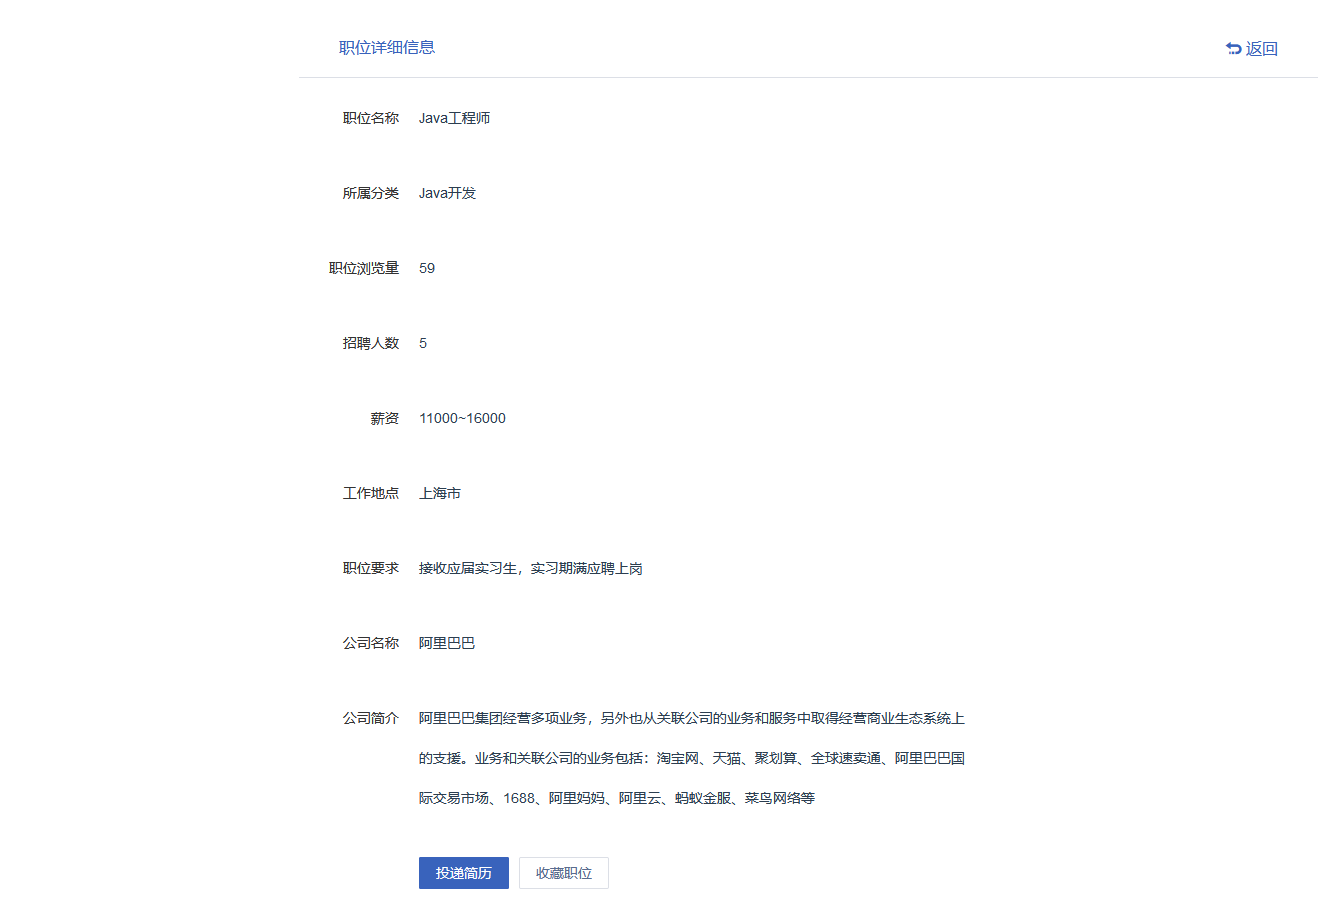 职位详细信息 返回
职位名称 Java工程师
所属分类 Java开发
职位浏览量 59
招聘人数 5
薪资 11000~16000
工作地点 上海市
职位要求 接收应届实习生，实习期满应聘上岗
公司名称 阿里巴巴
公司简介 阿里巴巴集团经营多项业务，另外也从关联公司的业务和服务中取得经营商业生态系统上
的支援。业务和关联公司的业务包括：淘宝网、天猫、聚划算、全球速卖通、阿里巴巴国
际交易市场、1688、阿里妈妈、阿里云、蚂蚁金服、菜鸟网络等
投递简历 收藏职位